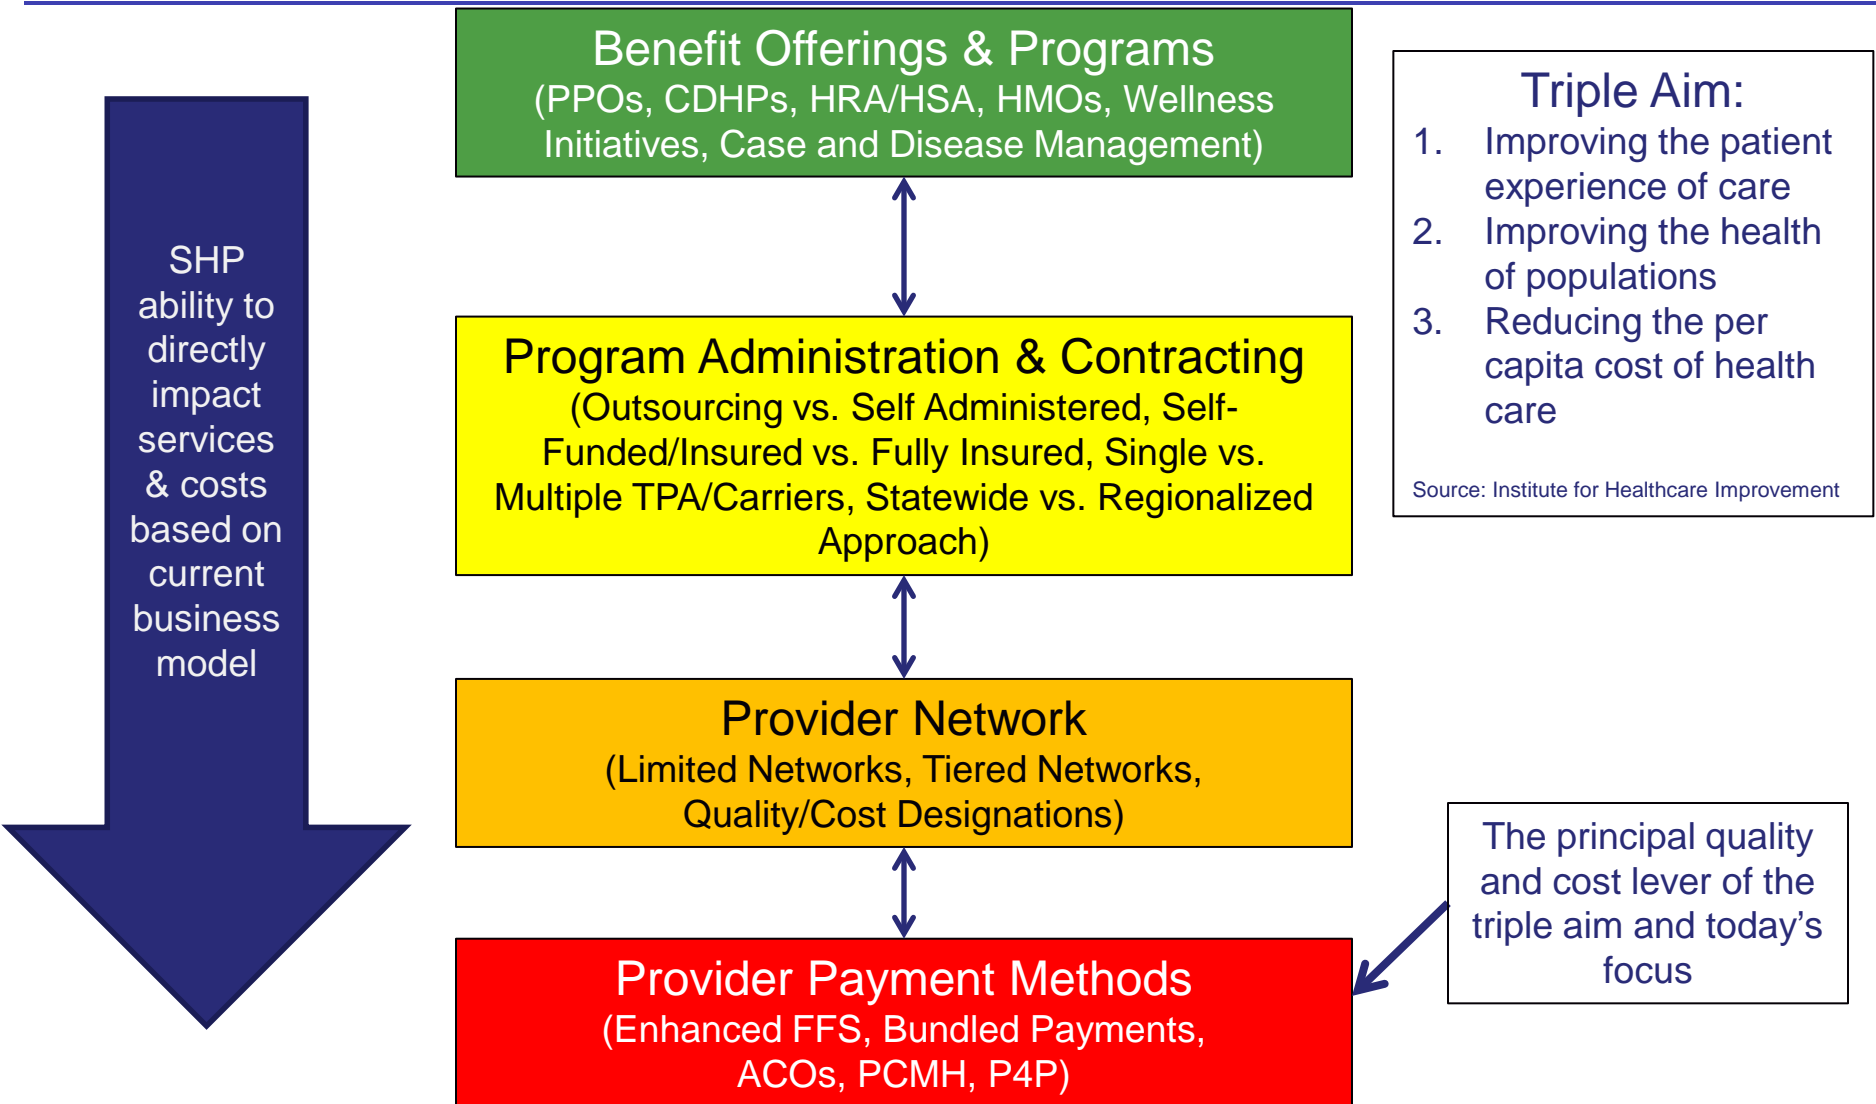 Benefit Offerings & Programs
(PPOs, CDHPs, HRA/HSA, HMOs, Wellness
Initiatives, Case and Disease Management)
SHP
ability to
directly
impact
services
& costs
based on
current
business
model
Triple Aim:
1. Improving the patient
experience of care
2. Improving the health
of populations
3. Reducing the per
capita cost of health
care
Source: Institute for Healthcare Improvement
Program Administration & Contracting
(Outsourcing vs. Self Administered, Self-
Funded/Insured vs. Fully Insured, Single vs.
Multiple TPA/Carriers, Statewide vs. Regionalized
Approach)
Provider Network
(Limited Networks, Tiered Networks,
Quality/Cost Designations)
The principal quality
and cost lever of the
triple aim and today’s
focus
Provider Payment Methods
(Enhanced FFS, Bundled Payments,
ACOs, PCMH, P4P)